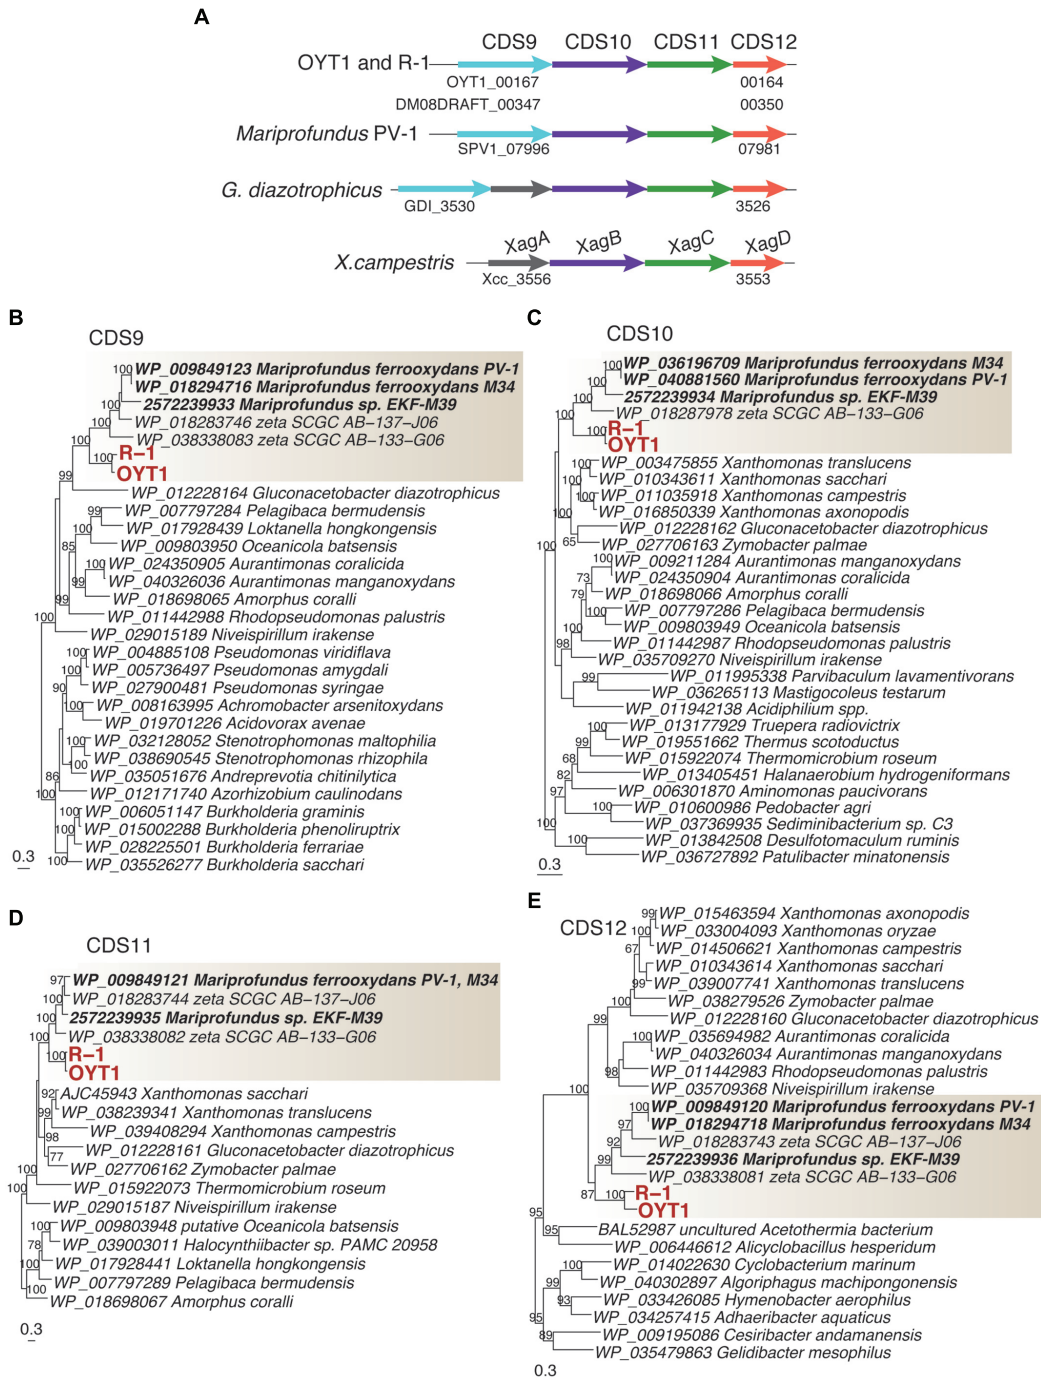 A
CDS9 CDS10 CDS11 CDS12
OYT1 and R-1
OYT1_00167 00164
DM08DRAFT_00347 00350
Mariprofundus PV-1
SPV1_07996 07981
G. diazotrophicus
GDI_3530 3526
XagA XagB XagC XagD
X.campestris
Xcc_3556 3553
B
CDS9
100 WP_009849123 Mariprofundus ferrooxydans PV-1
100 WP_018294716 Mariprofundus ferrooxydans M34
2572239933 Mariprofundus sp. EKF-M39
100 WP_018283746 zeta SCGC AB–137–J06
100 WP_038338083 zeta SCGC AB–133–G06
100 R–1
OYT1
99
WP_012228164 Gluconacetobacter diazotrophicus
99 WP_007797284 Pelagibaca bermudensis
100 WP_017928439 Loktanella hongkongensis
85 WP_009803950 Oceanicola batsensis
100 WP_024350905 Aurantimonas coralicida
99 WP_040326036 Aurantimonas manganoxydans
99 WP_018698065 Amorphus coralli
100 WP_011442988 Rhodopseudomonas palustris
WP_029015189 Niveispirillum irakense
100 WP_004885108 Pseudomonas viridiflava
100 WP_005736497 Pseudomonas amygdali
90 WP_027900481 Pseudomonas syringae
100 WP_008163995 Achromobacter arsenitoxydans
WP_019701226 Acidovorax avenae
100 WP_032128052 Stenotrophomonas maltophilia
100 WP_038690545 Stenotrophomonas rhizophila
86 WP_035051676 Andreprevotia chitinilytica
100 WP_012171740 Azorhizobium caulinodans
100 WP_006051147 Burkholderia graminis
100 WP_015002288 Burkholderia phenoliruptrix
100 WP_028225501 Burkholderia ferrariae
WP_035526277 Burkholderia sacchari
0.3
C
CDS10
100 WP_036196709 Mariprofundus ferrooxydans M34
100 WP_040881560 Mariprofundus ferrooxydans PV-1
100 2572239934 Mariprofundus sp. EKF-M39
100 WP_018287978 zeta SCGC AB–133–G06
100 R–1
OYT1
100 WP_003475855 Xanthomonas translucens
100 WP_010343611 Xanthomonas sacchari
100 WP_011035918 Xanthomonas campestris
100 WP_016850339 Xanthomonas axonopodis
WP_012228162 Gluconacetobacter diazotrophicus
65 WP_027706163 Zymobacter palmae
100
100 WP_009211284 Aurantimonas manganoxydans
73 WP_024350904 Aurantimonas coralicida
79 WP_018698066 Amorphus coralli
100 WP_007797286 Pelagibaca bermudensis
100 WP_009803949 Oceanicola batsensis
98 WP_011442987 Rhodopseudomonas palustris
WP_035709270 Niveispirillum irakense
99 WP_011995338 Parvibaculum lavamentivorans
WP_036265113 Mastigocoleus testarum
WP_011942138 Acidiphilium spp.
100 WP_013177929 Truepera radiovictrix
99 WP_019551662 Thermus scotoductus
68 WP_015922074 Thermomicrobium roseum
82 WP_013405451 Halanaerobium hydrogeniformans
97 WP_006301870 Aminomonas paucivorans
100 WP_010600986 Pedobacter agri
100 WP_037369935 Sediminibacterium sp. C3
100 WP_013842508 Desulfotomaculum ruminis
WP_036727892 Patulibacter minatonensis
0.3
D
CDS11
97 WP_009849121 Mariprofundus ferrooxydans PV-1, M34
100 WP_018283744 zeta SCGC AB–137–J06
100 2572239935 Mariprofundus sp. EKF-M39
100 WP_038338082 zeta SCGC AB–133–G06
100 R–1
OYT1
92 AJC45943 Xanthomonas sacchari
99 WP_038239341 Xanthomonas translucens
98 WP_039408294 Xanthomonas campestris
77 WP_012228161 Gluconacetobacter diazotrophicus
100 WP_027706162 Zymobacter palmae
100 WP_015922073 Thermomicrobium roseum
WP_029015187 Niveispirillum irakense
100 WP_009803948 putative Oceanicola batsensis
78 WP_039003011 Halocynthiibacter sp. PAMC 20958
100 WP_017928441 Loktanella hongkongensis
100 WP_007797289 Pelagibaca bermudensis
WP_018698067 Amorphus coralli
0.3
E
CDS12
99 WP_015463594 Xanthomonas axonopodis
100 WP_033004093 Xanthomonas oryzae
67 WP_014506621 Xanthomonas campestris
WP_010343614 Xanthomonas sacchari
99 WP_039007741 Xanthomonas translucens
100 WP_038279526 Zymobacter palmae
99 WP_012228160 Gluconacetobacter diazotrophicus
100 WP_035694982 Aurantimonas coralicida
WP_040326034 Aurantimonas manganoxydans
98 WP_011442983 Rhodopseudomonas palustris
100 WP_035709368 Niveispirillum irakense
100 WP_009849120 Mariprofundus ferrooxydans PV-1
97 WP_018294718 Mariprofundus ferrooxydans M34
92 WP_018283743 zeta SCGC AB–137–J06
99 2572239936 Mariprofundus sp. EKF-M39
WP_038338081 zeta SCGC AB–133–G06
87 100 R–1
OYT1
95
95 BAL52987 uncultured Acetothermia bacterium
WP_006446612 Alicyclobacillus hesperidum
100 WP_014022630 Cyclobacterium marinum
99 WP_040302897 Algoriphagus machipongonensis
93 WP_033426085 Hymenobacter aerophilus
95 WP_034257415 Adhaeribacter aquaticus
89 WP_009195086 Cesiribacter andamanensis
WP_035479863 Gelidibacter mesophilus
0.3